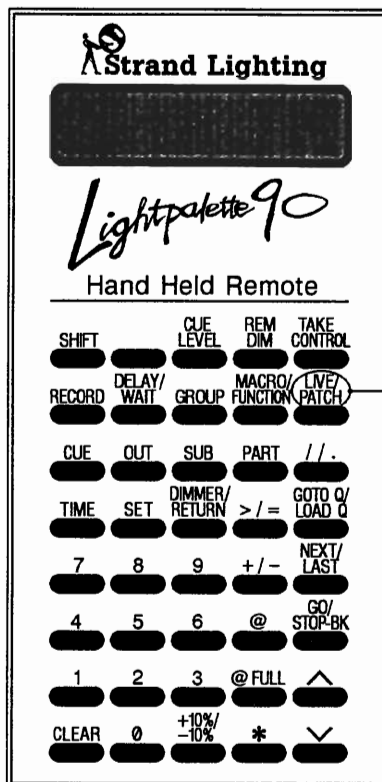 Strand Lighting
Lightpalette 90
Hand Held Remote
CUE REM TAKE
SHIFT LEVEL DIM CONTROL
DELAY/ MACRO/ LIVE/
RECORD WAIT GROUP FUNCTION PATCH
CUE OUT SUB PART / / .
DIMMER/ GOTO Q/
TIME SET RETURN > / = LOAD Q
NEXT/
7 8 9 + / - LAST
GO/
4 5 6 @ STOP-BK
1 2 3 @ FULL ^
+10%/
CLEAR 0 -10% * v